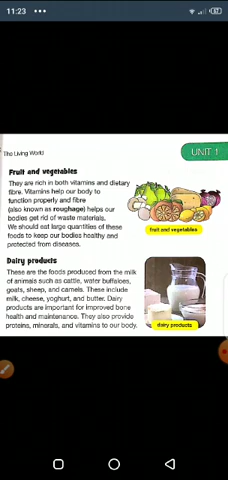 11:23
57
The Living World
UNIT 1
Fruit and vegetables
They are rich in both vitamins and dietary
fibre. Vitamins help our body to
function properly and fibre
(also known as roughage) helps our
bodies get rid of waste materials.
We should eat large quantities of these
foods to keep our bodies healthy and
protected from diseases.
fruit and vegetables
Dairy products
These are the foods produced from the milk
of animals such as cattle, water buffaloes,
goats, sheep, and camels. These include
milk, cheese, yoghurt, and butter. Dairy
products are important for improved bone
health and maintenance. They also provide
proteins, minerals, and vitamins to our body.
dairy products